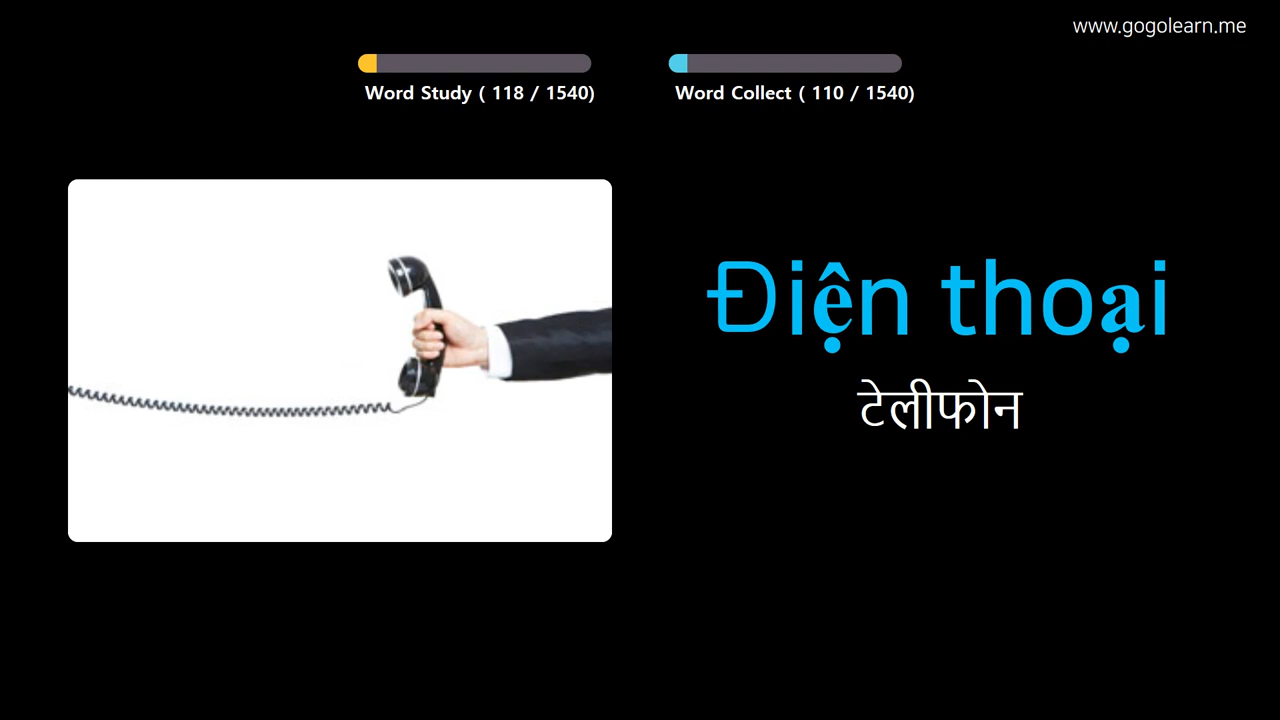 www.gogolearn.me
Word Study ( 118 / 1540)
Word Collect ( 110 / 1540)
Điện thoại
टेलीफोन